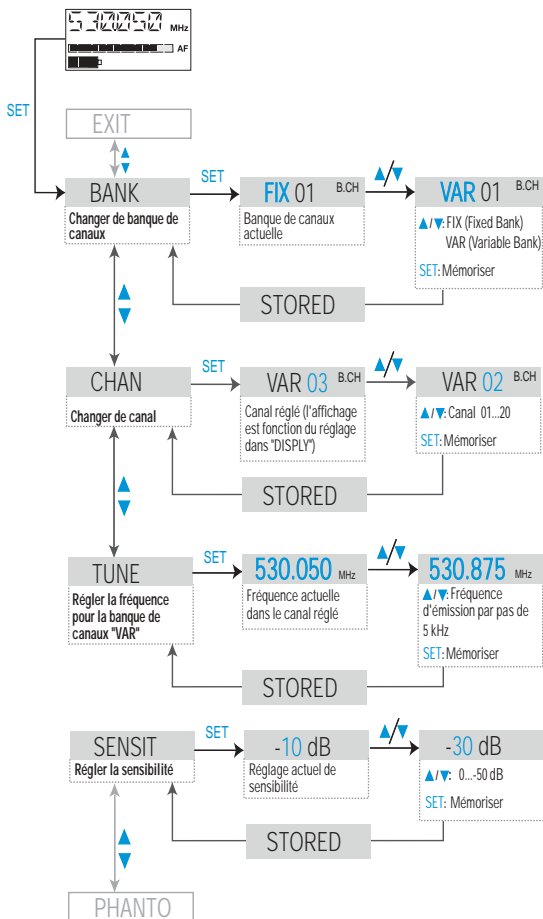 530.050 MHz
AF
SET
EXIT
▲
▼
BANK
Changer de banque de
canaux
SET
FIX 01 B.CH
Banque de canaux
actuelle
▲/▼
VAR 01 B.CH
▲/▼: FIX (Fixed Bank)
VAR (Variable Bank)
SET: Mémoriser
STORED
▲
▼
CHAN
Changer de canal
SET
VAR 03 B.CH
Canal réglé (l'affichage
est fonction du réglage
dans "DISPLY")
▲/▼
VAR 02 B.CH
▲/▼: Canal 01...20
SET: Mémoriser
STORED
▲
▼
TUNE
Régler la fréquence
pour la banque de
canaux "VAR"
SET
530.050 MHz
Fréquence actuelle
dans le canal réglé
▲/▼
530.875 MHz
▲/▼: Fréquence
d'émission par pas de
5 kHz
SET: Mémoriser
STORED
SENSIT
Régler la sensibilité
SET
-10 dB
Réglage actuel de
sensibilité
▲/▼
-30 dB
▲/▼: 0...-50 dB
SET: Mémoriser
STORED
▲
▼
PHANTO